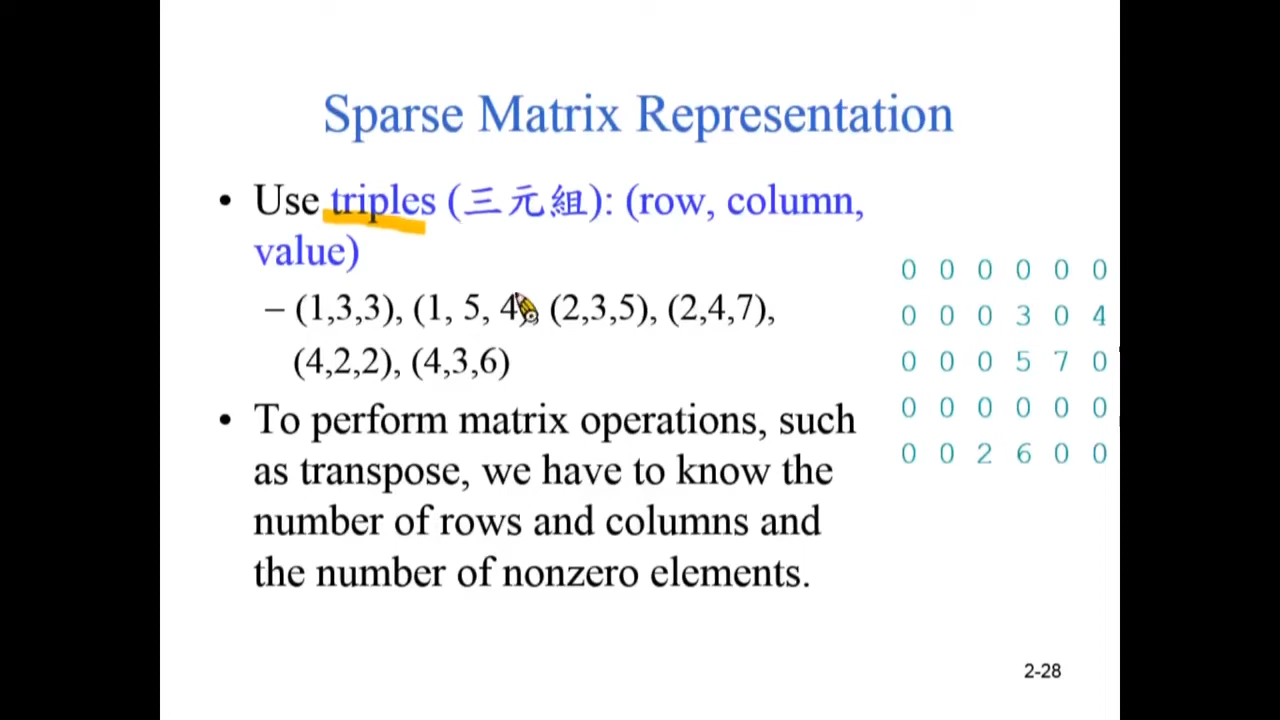 Sparse Matrix Representation
• Use triples (三元組): (row, column,
value)
– (1,3,3), (1, 5, 4 (2,3,5), (2,4,7),
(4,2,2), (4,3,6)
• To perform matrix operations, such
as transpose, we have to know the
number of rows and columns and
the number of nonzero elements.
0 0 0 0 0 0
0 0 0 3 0 4
0 0 0 5 7 0
0 0 0 0 0 0
0 0 2 6 0 0
2-28